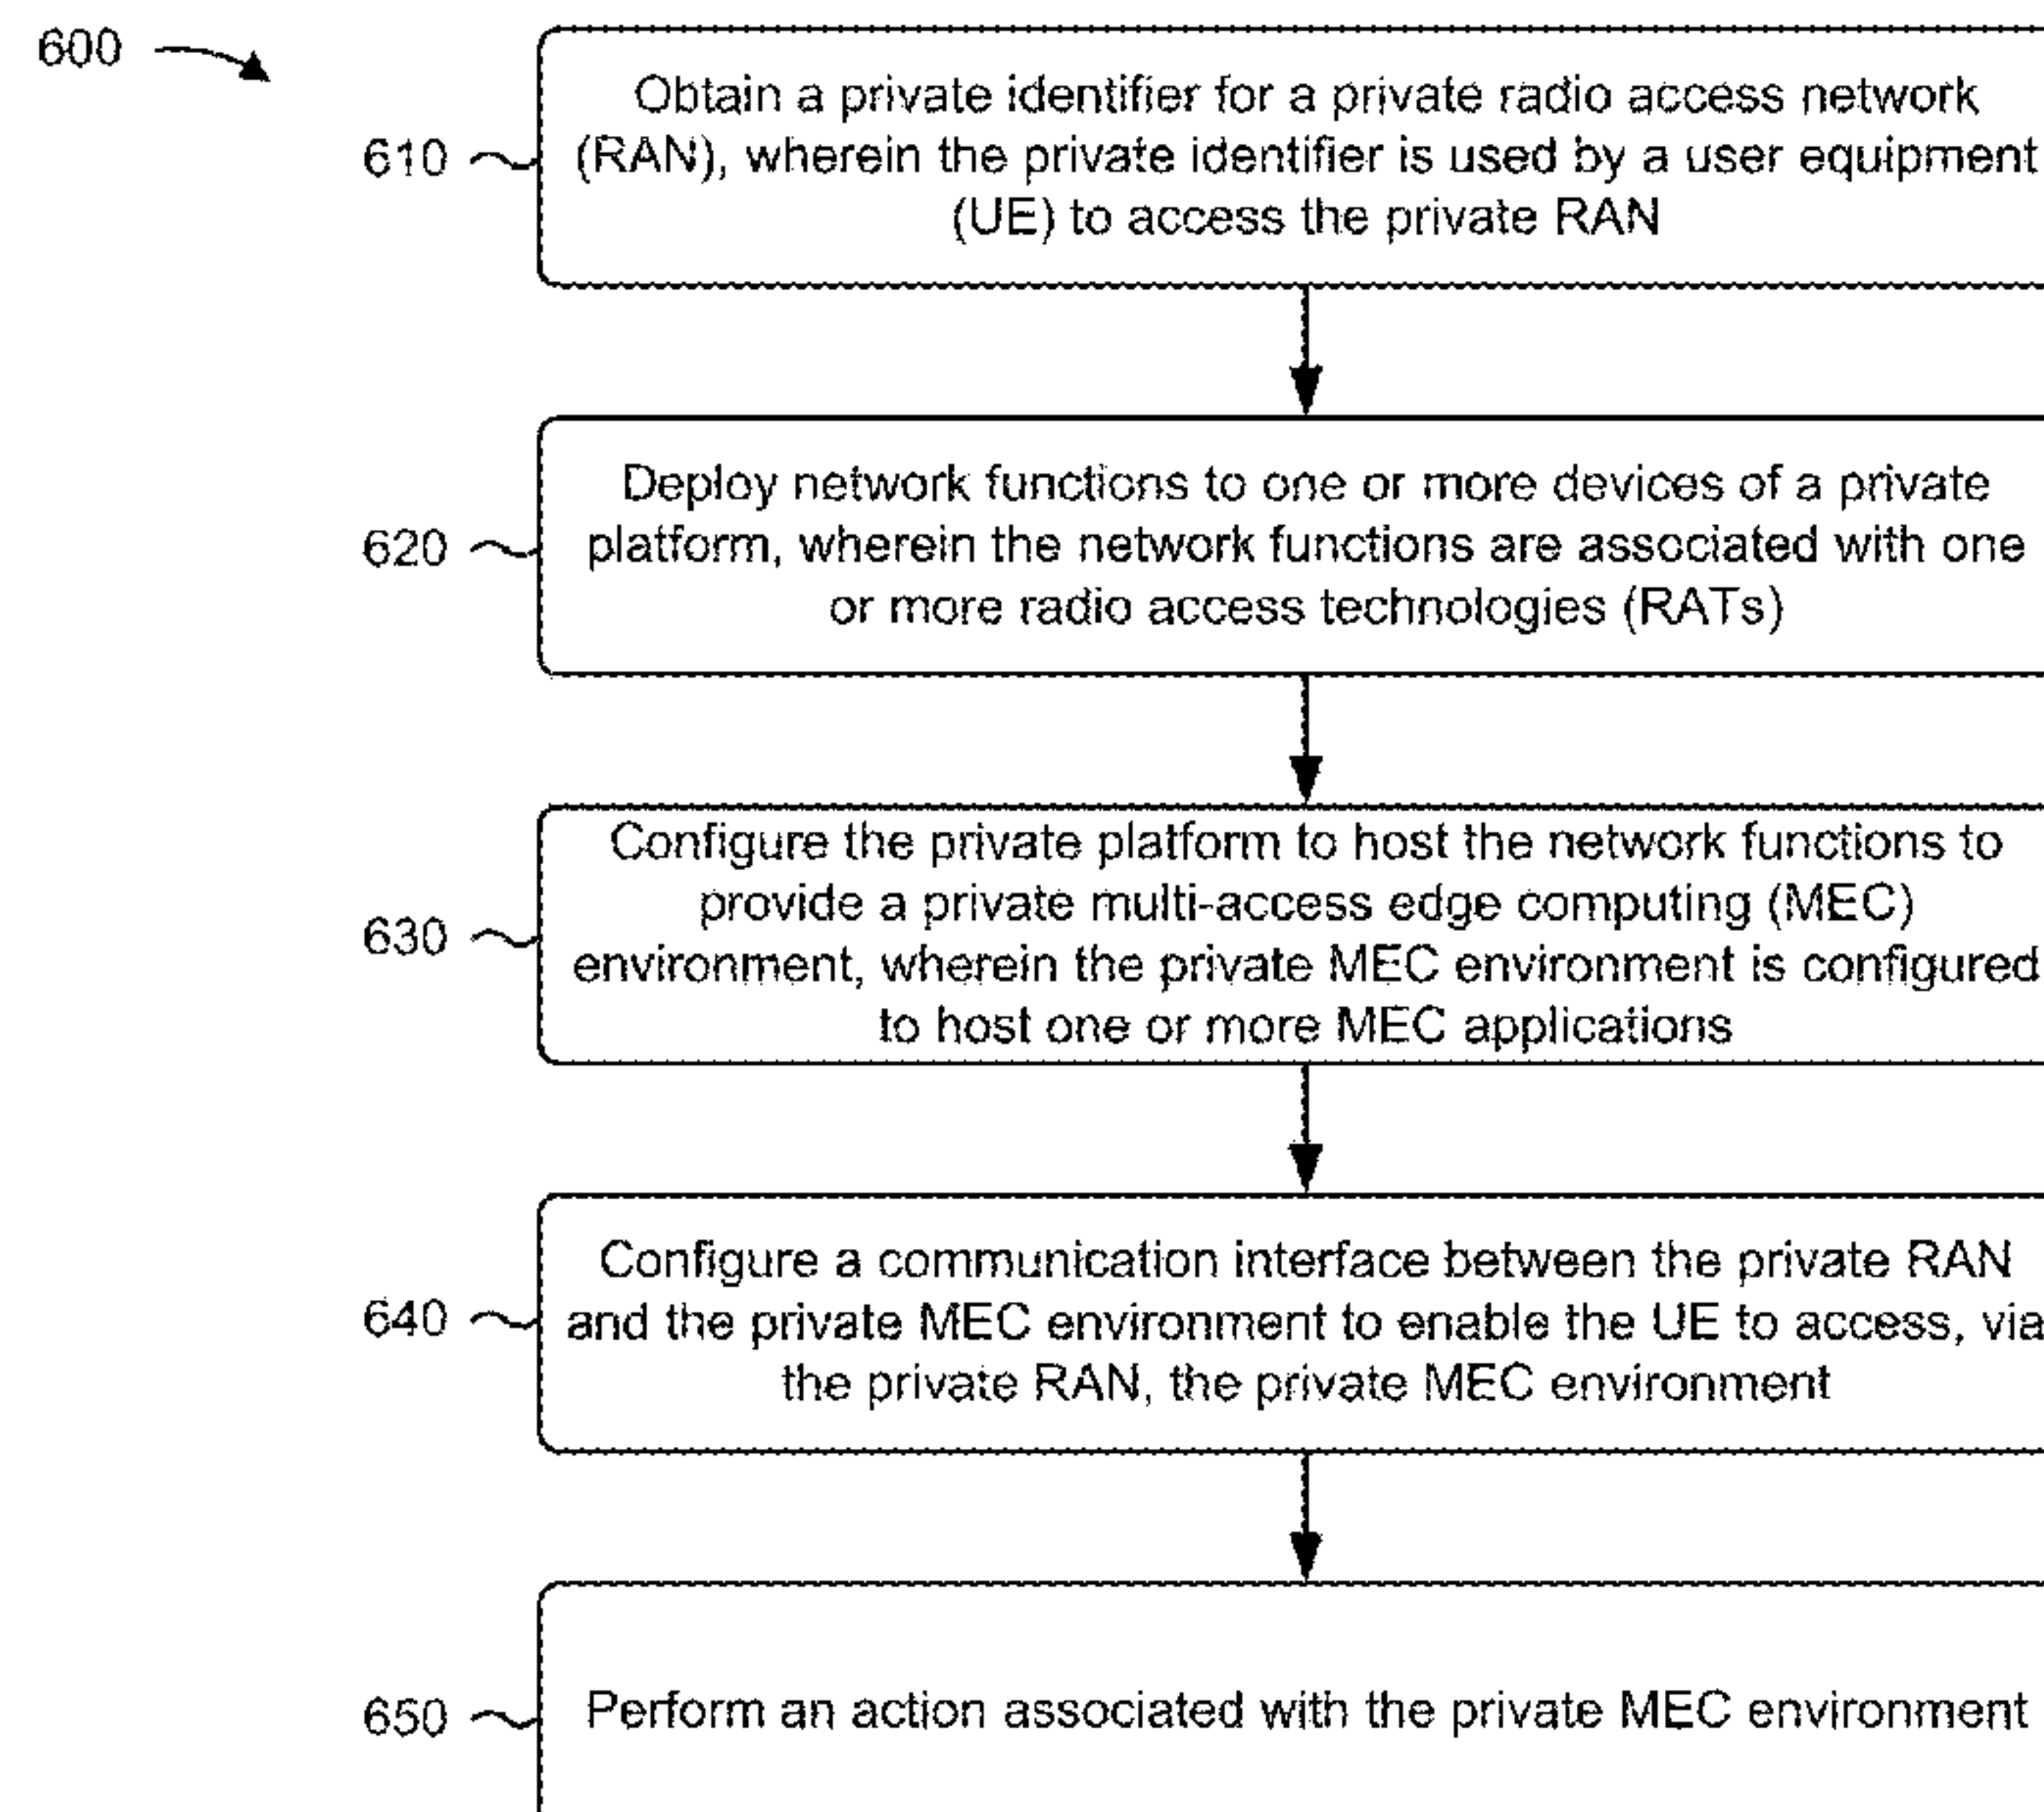 600
Obtain a private identifier for a private radio access network
610
(RAN), wherein the private identifier is used by a user equipment
(UE) to access the private RAN
Deploy network functions to one or more devices of a private
620
platform, wherein the network functions are associated with one
or more radio access technologies (RATs)
Configure the private platform to host the network functions to
provide a private multi-access edge computing (MEC)
630
environment, wherein the private MEC environment is configured
to host one or more MEC applications
Configure a communication interface between the private RAN
640
and the private MEC environment to enable the UE to access, via
the private RAN, the private MEC environment
650
Perform an action associated with the private MEC environment